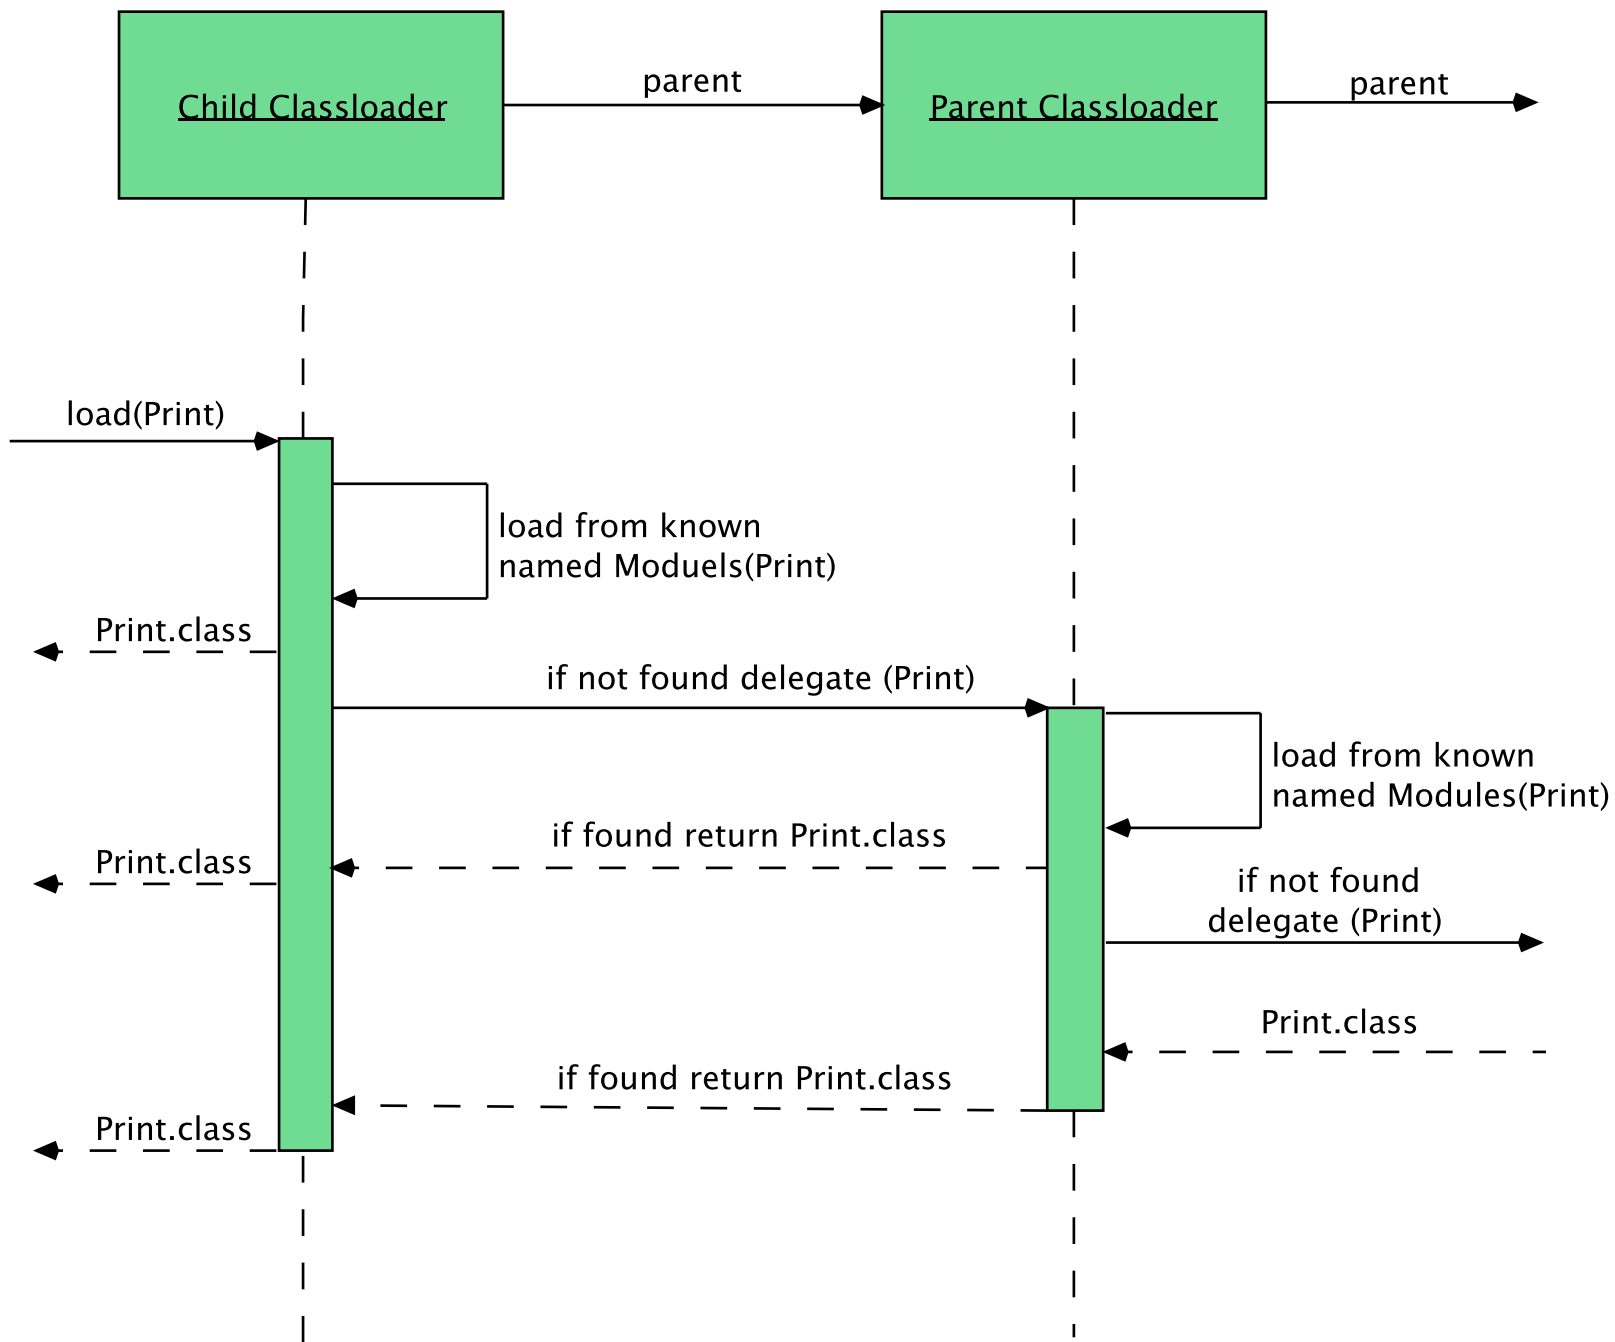 Child Classloader
parent
Parent Classloader
parent
load(Print)
load from known
named Moduels(Print)
Print.class
if not found delegate (Print)
load from known
named Modules(Print)
if found return Print.class
Print.class
if not found
delegate (Print)
Print.class
if found return Print.class
Print.class